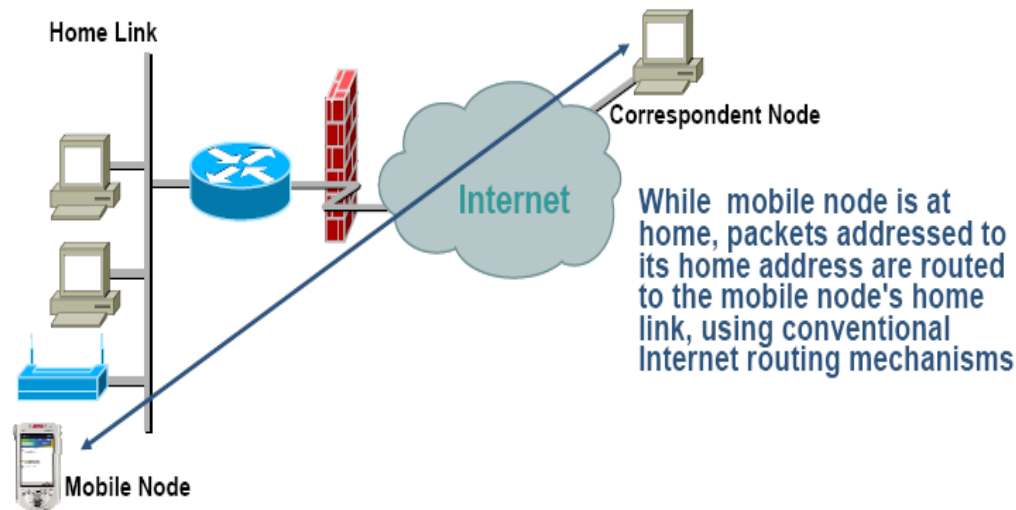 Home Link
Correspondent Node
Internet
While mobile node is at
home, packets addressed to
its home address are routed
to the mobile node's home
link, using conventional
Internet routing mechanisms
Mobile Node